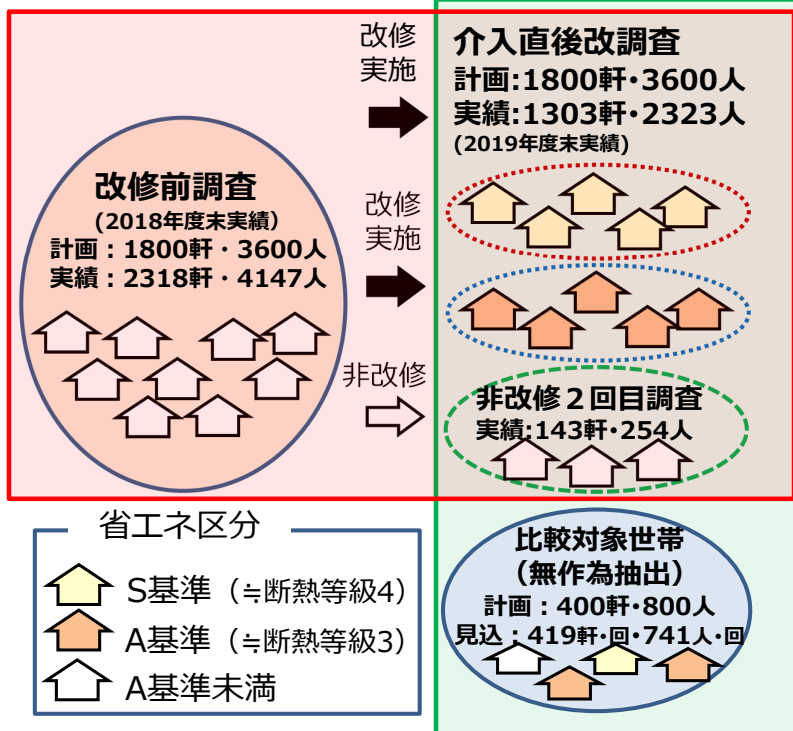 改修前調査
(2018年度末実績)
計画：1800軒・3600人
実績：2318軒・4147人
改修
実施
改修
実施
非改修
介入直後改調査
計画:1800軒・3600人
実績:1303軒・2323人
(2019年度末実績)
非改修２回目調査
実績:143軒・254人
省エネ区分
S基準（≒断熱等級4）
A基準（≒断熱等級3）
A基準未満
比較対象世帯
（無作為抽出）
計画：400軒・800人
見込：419軒・回・741人・回